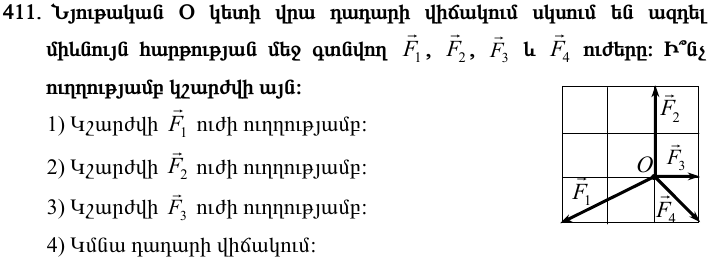 411. Նյութական O կետի վրա դադարի վիճակում սկսում են ազդել
միևնույն հարթության մեջ գտնվող F⃗₁, F⃗₂, F⃗₃ և F⃗₄ ուժերը: Ի՞նչ
ուղղությամբ կշարժվի այն:
1) Կշարժվի F⃗₁ ուժի ուղղությամբ:
2) Կշարժվի F⃗₂ ուժի ուղղությամբ:
3) Կշարժվի F⃗₃ ուժի ուղղությամբ:
4) Կմնա դադարի վիճակում:
F⃗₂
O F⃗₃
F⃗₁ F⃗₄